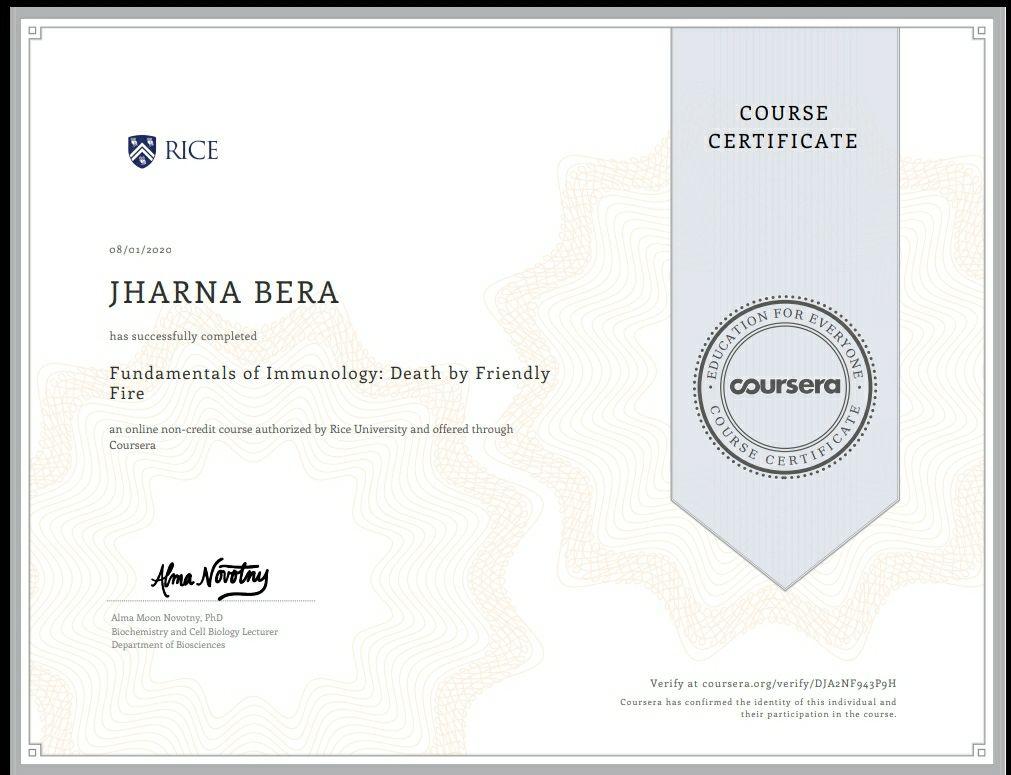 COURSE
CERTIFICATE
RICE
08/01/2020
JHARNA BERA
has successfully completed
Fundamentals of Immunology: Death by Friendly
Fire
an online non-credit course authorized by Rice University and offered through
Coursera
EDUCATION FOR EVERYONE
coursera
COURSE CERTIFICATE
Alma Novotny
Alma Moon Novotny, PhD
Biochemistry and Cell Biology Lecturer
Department of Biosciences
Verify at coursera.org/verify/DJA2NF943P9H
Coursera has confirmed the identity of this individual and
their participation in the course.